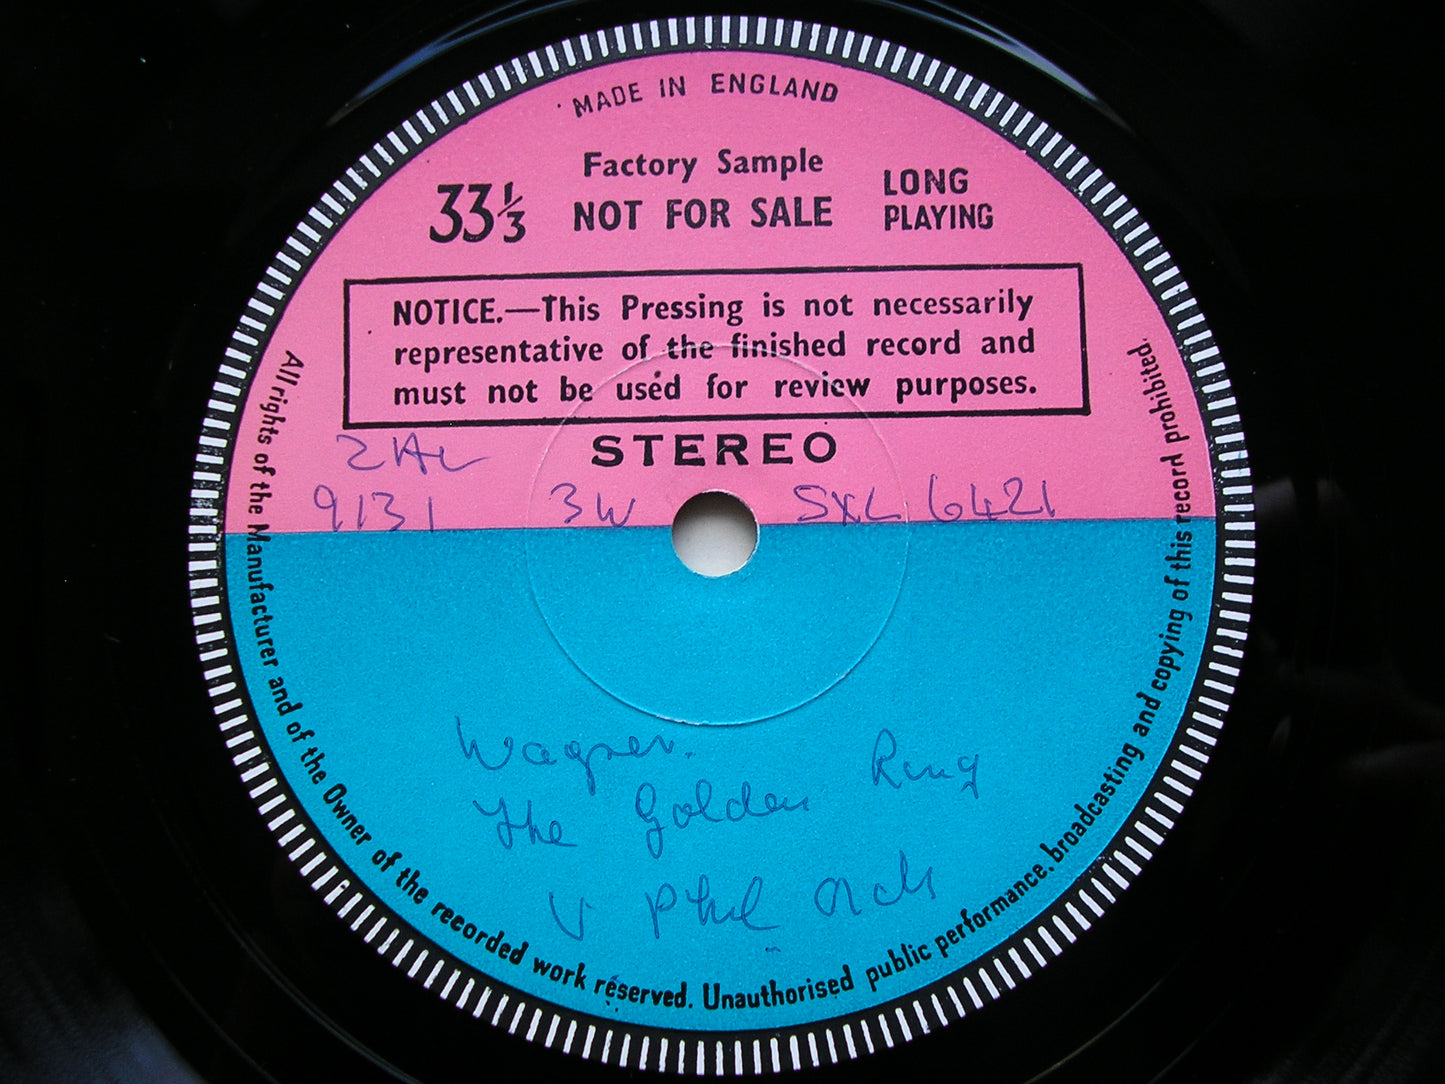 MADE IN ENGLAND
Factory Sample
33⅓ NOT FOR SALE LONG PLAYING
NOTICE.—This Pressing is not necessarily
representative of the finished record and
must not be used for review purposes.
STEREO
ZAL
9131 3W SXL 6421
Wagner.
The Golden Ring
V Phil Orch
All rights of the Manufacturer and of the Owner of the recorded work reserved. Unauthorised public performance, broadcasting and copying of this record prohibited.